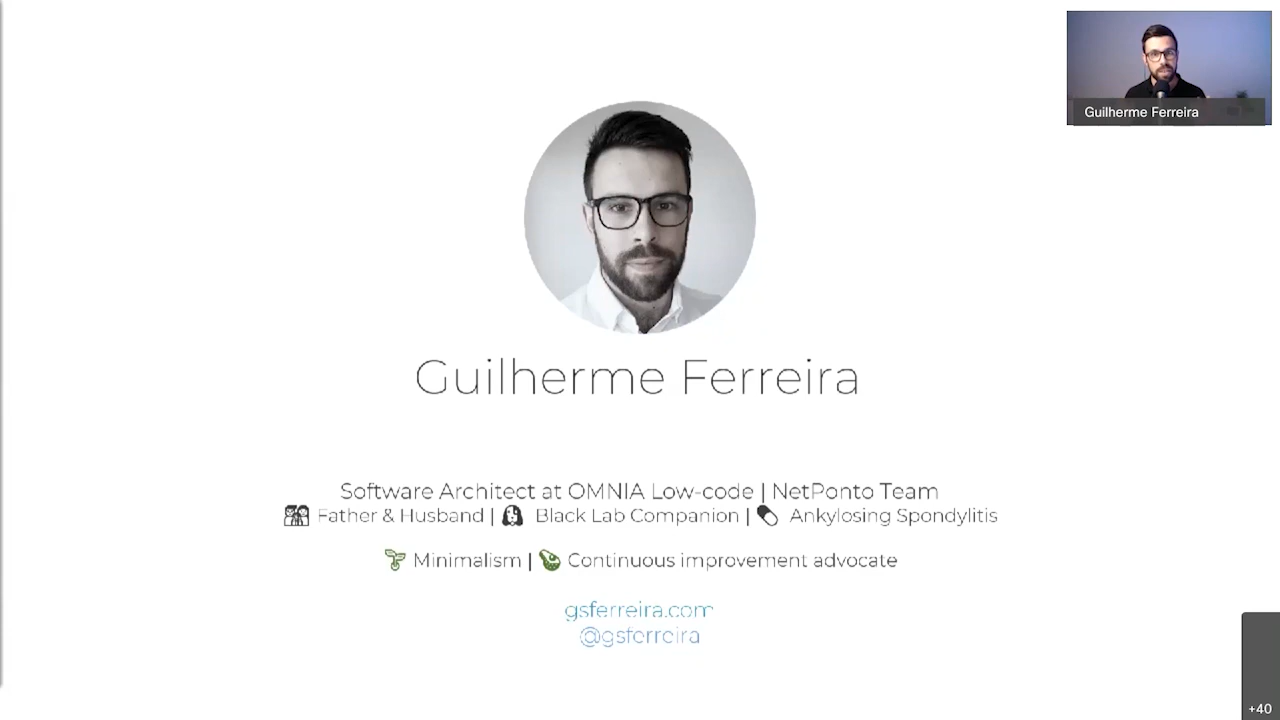 Guilherme Ferreira
Guilherme Ferreira
Software Architect at OMNIA Low-code | NetPonto Team
Father & Husband | Black Lab Companion | Ankylosing Spondylitis
Minimalism | Continuous improvement advocate
gsferreira.com
@gsferreira
+40